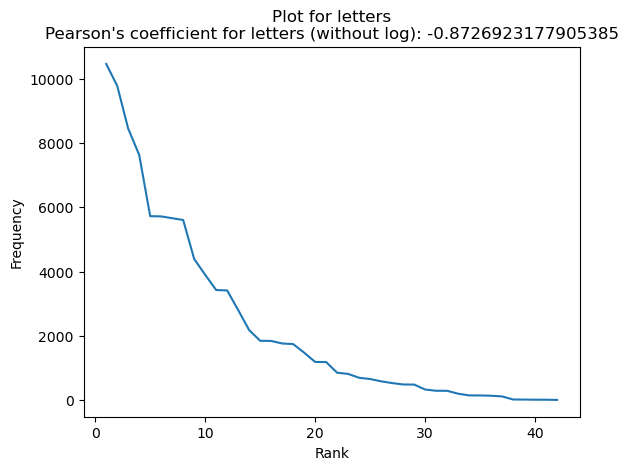 Plot for letters
Pearson's coefficient for letters (without log): -0.8726923177905385
10000
8000
6000
4000
2000
0
Frequency
0 10 20 30 40
Rank